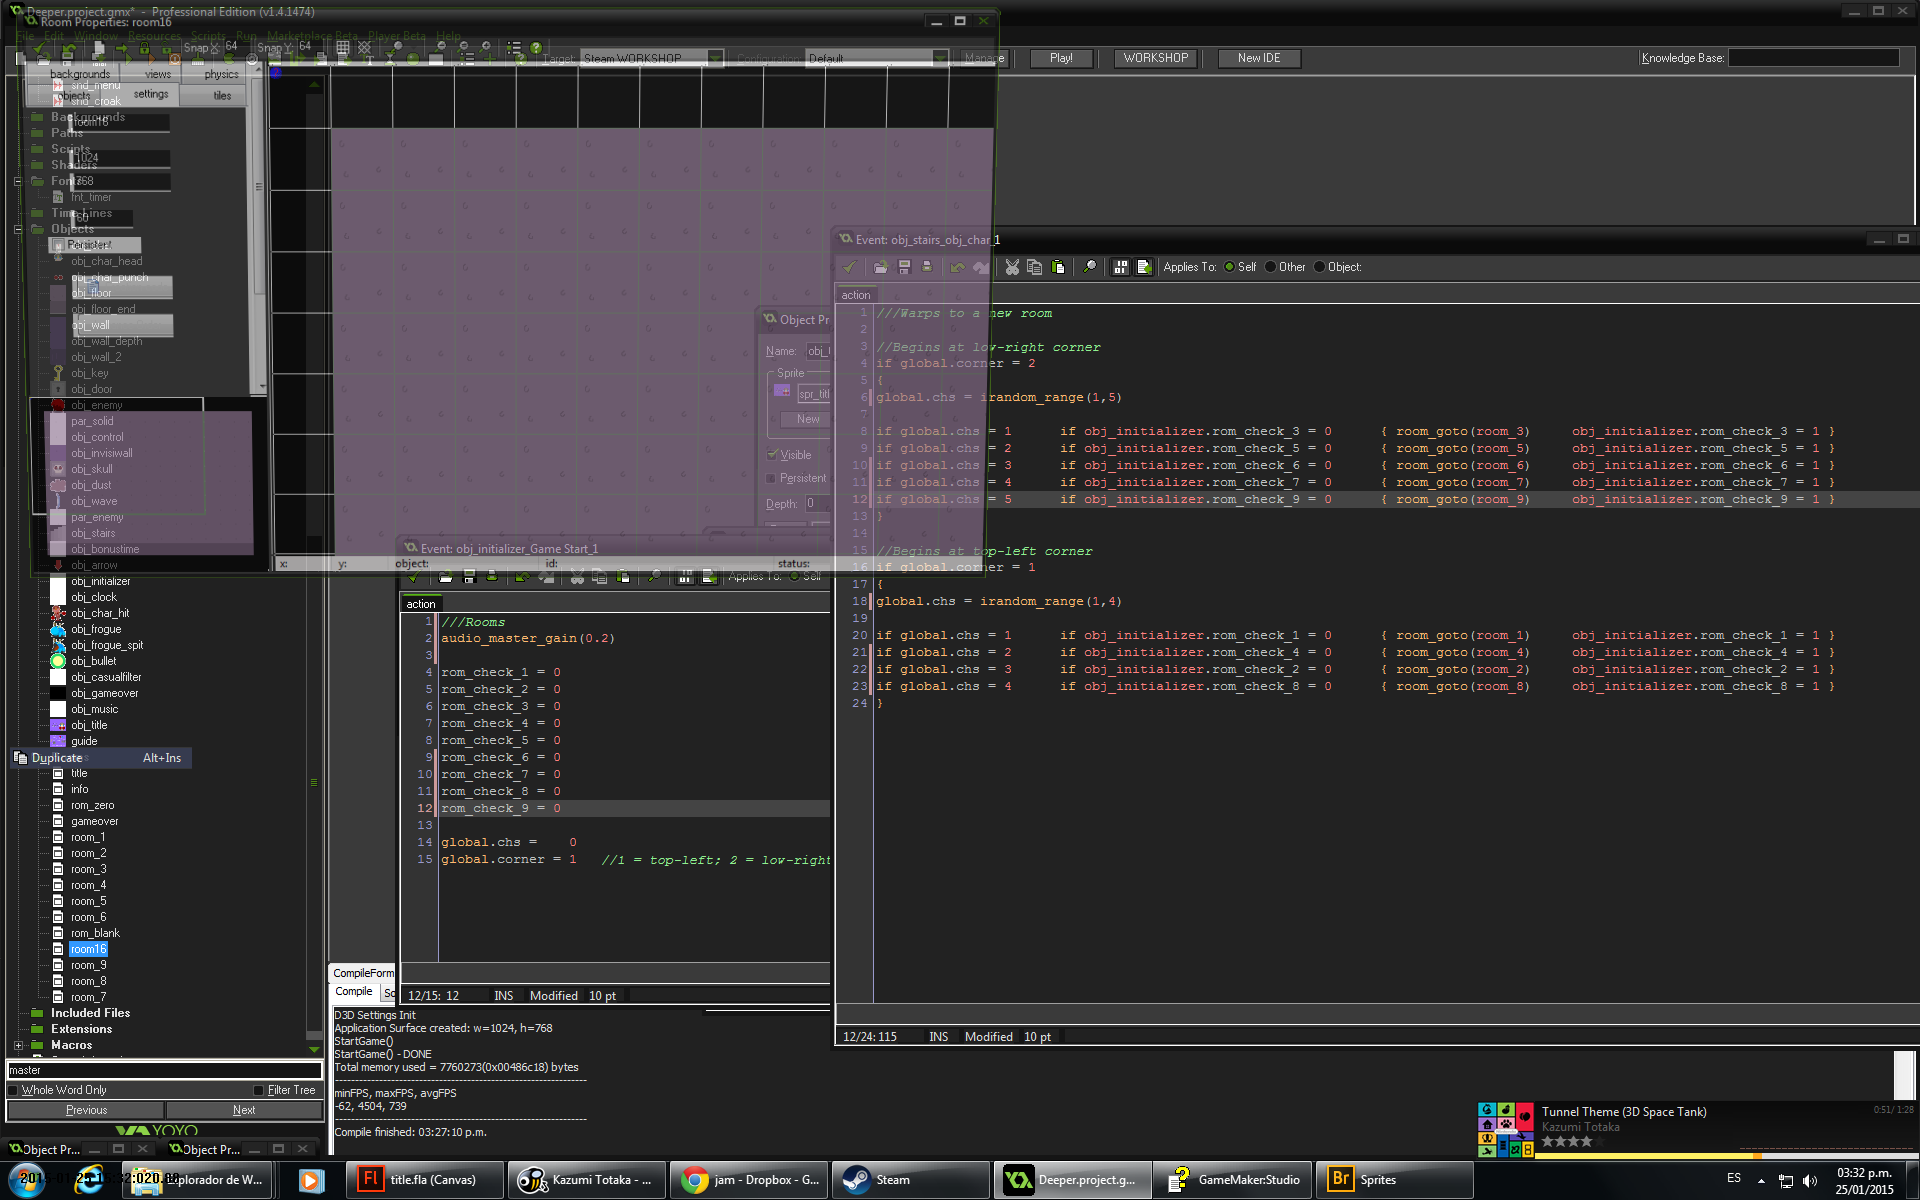 Deeper.project.gmx* - Professional Edition (v1.4.1474)
Room Properties: room16
File Edit Window Resources Scripts Run Marketplace Beta Player Beta Help
Snap X: 64 Snap Y: 64
Target: Steam WORKSHOP Configuration: Default Manage Play! WORKSHOP New IDE Knowledge Base:
backgrounds views physics
objects settings tiles
snd_menu
snd_croak
Backgrounds
room16
Paths
Scripts
1024
Shaders
Fonts
768
fnt_timer
Time Lines
60
Objects
Persistent
obj_char_head
obj_char_punch
obj_floor
obj_floor_end
obj_wall
obj_wall_depth
obj_wall_2
obj_key
obj_door
obj_enemy
par_solid
obj_control
obj_invisiwall
obj_skull
obj_dust
obj_wave
par_enemy
obj_stairs
obj_bonustime
obj_arrow
obj_initializer
obj_clock
obj_char_hit
obj_frogue
obj_frogue_spit
obj_bullet
obj_casualfilter
obj_gameover
obj_music
obj_title
guide
Duplicate Alt+Ins
title
info
rom_zero
gameover
room_1
room_2
room_3
room_4
room_5
room_6
rom_blank
room16
room_9
room_8
room_7
Included Files
Extensions
Macros
master
Whole Word Only Filter Tree
Previous Next
YOYO
Object Pr... Object Pr...
x: y: object: id: status:
Object Pr
Name: obj_
Sprite
spr_titl
New
Visible
Persistent
Depth: 0
Event: obj_initializer_Game Start_1
Applies To: Self
action
1 ///Rooms
2 audio_master_gain(0.2)
3
4 rom_check_1 = 0
5 rom_check_2 = 0
6 rom_check_3 = 0
7 rom_check_4 = 0
8 rom_check_5 = 0
9 rom_check_6 = 0
10 rom_check_7 = 0
11 rom_check_8 = 0
12 rom_check_9 = 0
13
14 global.chs = 0
15 global.corner = 1 //1 = top-left; 2 = low-right
12/15: 12 INS Modified 10 pt
Event: obj_stairs_obj_char_1
Applies To: Self Other Object:
action
1 ///Warps to a new room
2
3 //Begins at low-right corner
4 if global.corner = 2
5 {
6 global.chs = irandom_range(1,5)
7
8 if global.chs = 1 if obj_initializer.rom_check_3 = 0 { room_goto(room_3) obj_initializer.rom_check_3 = 1 }
9 if global.chs = 2 if obj_initializer.rom_check_5 = 0 { room_goto(room_5) obj_initializer.rom_check_5 = 1 }
10 if global.chs = 3 if obj_initializer.rom_check_6 = 0 { room_goto(room_6) obj_initializer.rom_check_6 = 1 }
11 if global.chs = 4 if obj_initializer.rom_check_7 = 0 { room_goto(room_7) obj_initializer.rom_check_7 = 1 }
12 if global.chs = 5 if obj_initializer.rom_check_9 = 0 { room_goto(room_9) obj_initializer.rom_check_9 = 1 }
13 }
14
15 //Begins at top-left corner
16 if global.corner = 1
17 {
18 global.chs = irandom_range(1,4)
19
20 if global.chs = 1 if obj_initializer.rom_check_1 = 0 { room_goto(room_1) obj_initializer.rom_check_1 = 1 }
21 if global.chs = 2 if obj_initializer.rom_check_4 = 0 { room_goto(room_4) obj_initializer.rom_check_4 = 1 }
22 if global.chs = 3 if obj_initializer.rom_check_2 = 0 { room_goto(room_2) obj_initializer.rom_check_2 = 1 }
23 if global.chs = 4 if obj_initializer.rom_check_8 = 0 { room_goto(room_8) obj_initializer.rom_check_8 = 1 }
24 }
12/24: 115 INS Modified 10 pt
CompileForm
Compile
D3D Settings Init
Application Surface created: w=1024, h=768
StartGame()
StartGame() - DONE
Total memory used = 7760273(0x00486c18) bytes
minFPS, maxFPS, avgFPS
-62, 4504, 739
Compile finished: 03:27:10 p.m.
Tunnel Theme (3D Space Tank) 0:51/ 1:28
Kazumi Totaka
Explorador de W... title.fla (Canvas) Kazumi Totaka - ... jam - Dropbox - G... Steam Deeper.project.g... GameMaker:Studio Sprites
ES 03:32 p.m.
25/01/2015